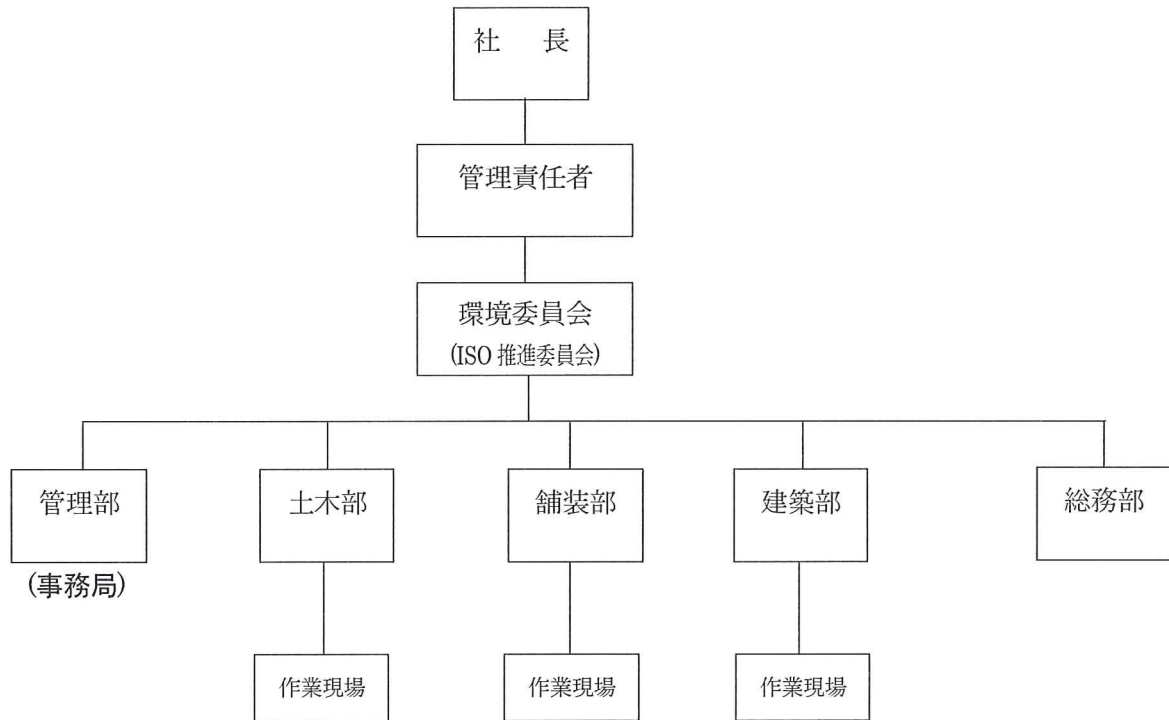 社　長
管理責任者
環境委員会
(ISO 推進委員会)
管理部
土木部
舗装部
建築部
総務部
(事務局)
作業現場
作業現場
作業現場